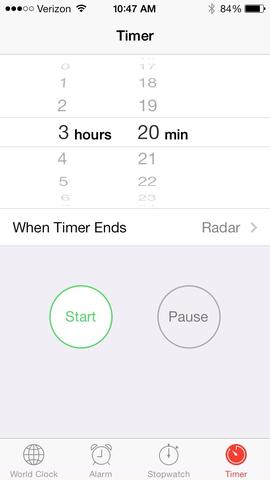 Verizon 10:47 AM 84%
Timer
0 17
1 18
2 19
3 hours 20 min
4 21
5 22
6 23
When Timer Ends Radar
Start Pause
World Clock Alarm Stopwatch Timer